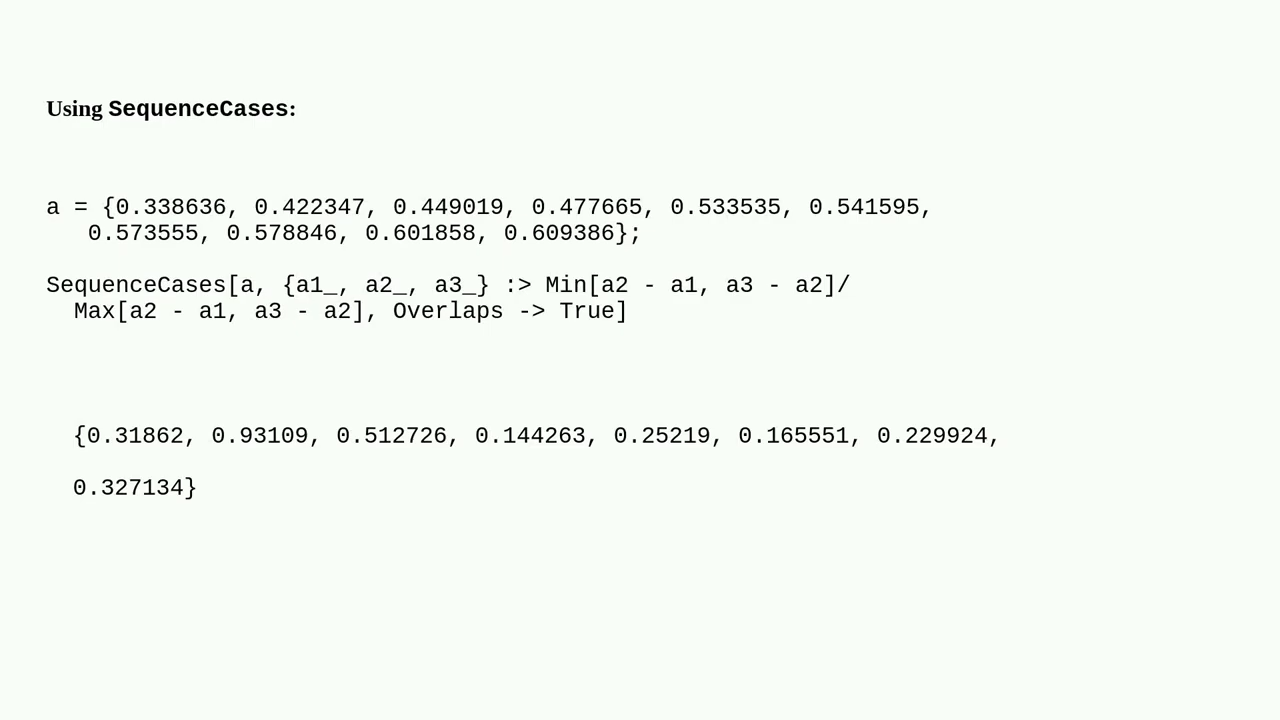 Using SequenceCases:
a = {0.338636, 0.422347, 0.449019, 0.477665, 0.533535, 0.541595,
0.573555, 0.578846, 0.601858, 0.609386};
SequenceCases[a, {a1_, a2_, a3_} :> Min[a2 - a1, a3 - a2]/
Max[a2 - a1, a3 - a2], Overlaps -> True]
{0.31862, 0.93109, 0.512726, 0.144263, 0.25219, 0.165551, 0.229924,
0.327134}